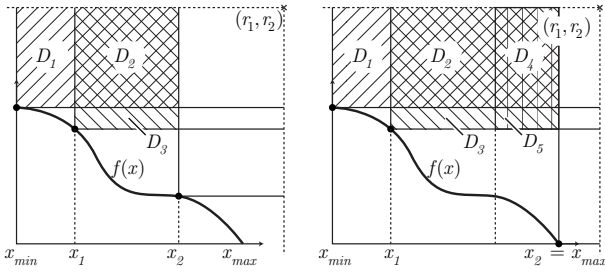 (r1, r2)
D1
D2
D3
f(x)
xmin
x1
x2
xmax
(r1, r2)
D1
D2
D4
D3
D5
f(x)
xmin
x1
x2 = xmax